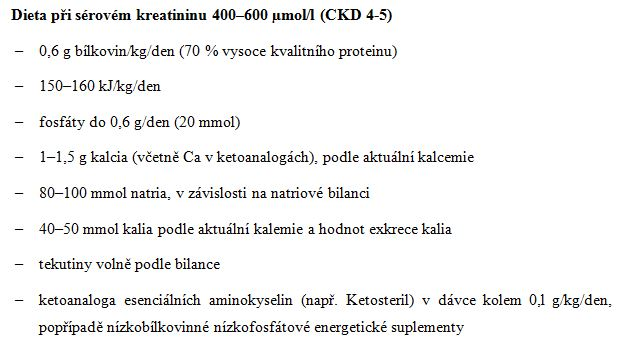 Dieta při sérovém kreatininu 400–600 µmol/l (CKD 4-5)
– 0,6 g bílkovin/kg/den (70 % vysoce kvalitního proteinu)
– 150–160 kJ/kg/den
– fosfáty do 0,6 g/den (20 mmol)
– 1–1,5 g kalcia (včetně Ca v ketoanalogách), podle aktuální kalcemie
– 80–100 mmol natria, v závislosti na natriové bilanci
– 40–50 mmol kalia podle aktuální kalemie a hodnot exkrece kalia
– tekutiny volně podle bilance
– ketoanaloga esenciálních aminokyselin (např. Ketosteril) v dávce kolem 0,1 g/kg/den,
popřípadě nízkobílkovinné nízkofosfátové energetické suplementy